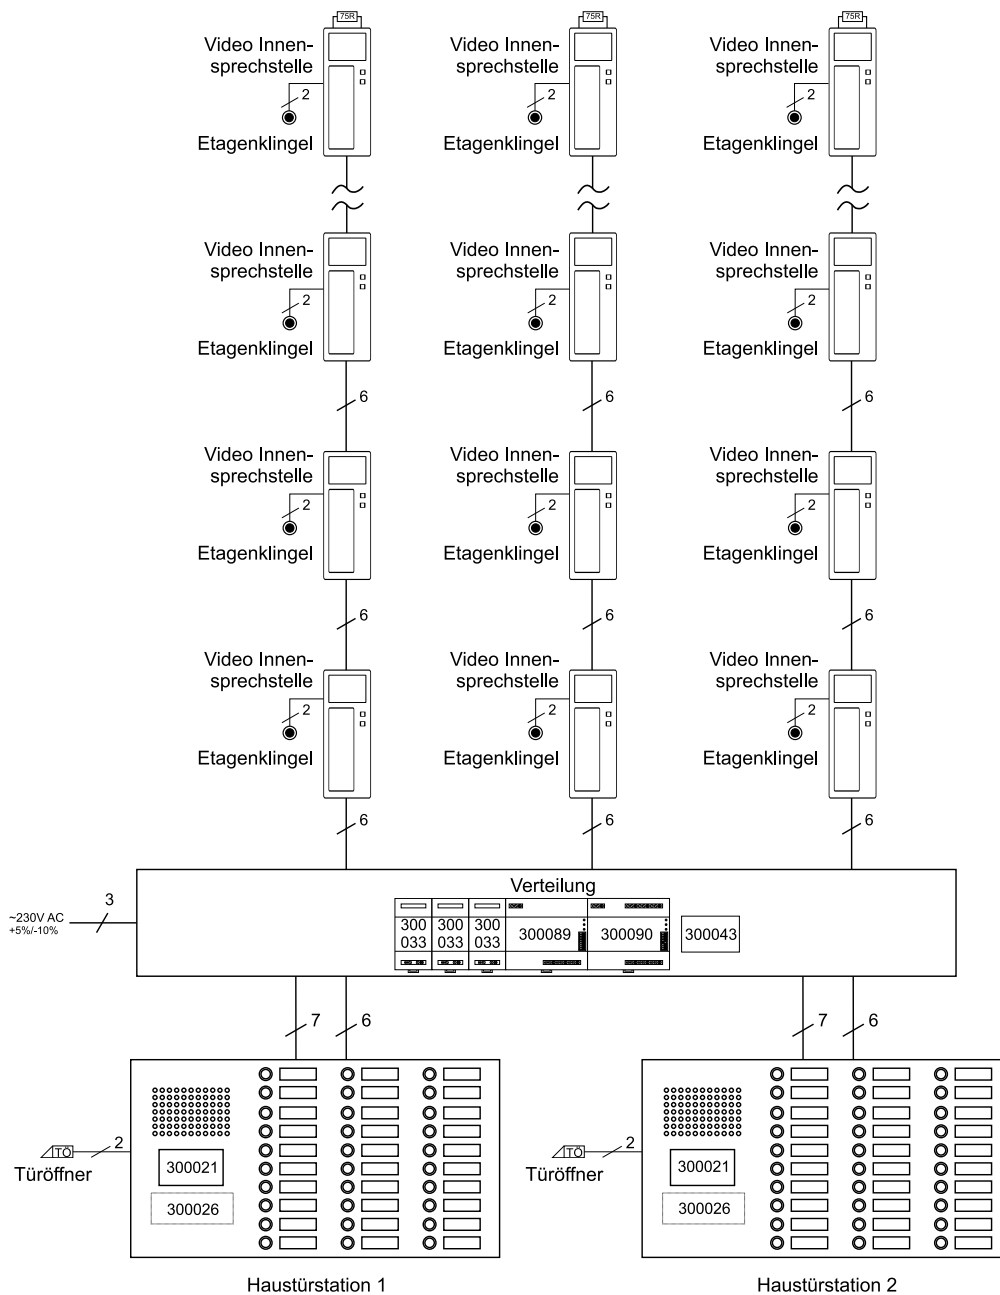 75R 75R 75R
Video Innen- Video Innen- Video Innen-
sprechstelle sprechstelle sprechstelle
2 2 2
Etagenklingel Etagenklingel Etagenklingel
Video Innen- Video Innen- Video Innen-
sprechstelle sprechstelle sprechstelle
2 2 2
Etagenklingel Etagenklingel Etagenklingel
6 6 6
Video Innen- Video Innen- Video Innen-
sprechstelle sprechstelle sprechstelle
2 2 2
Etagenklingel Etagenklingel Etagenklingel
6 6 6
Video Innen- Video Innen- Video Innen-
sprechstelle sprechstelle sprechstelle
2 2 2
Etagenklingel Etagenklingel Etagenklingel
6 6 6
Verteilung
3
~230V AC
+5%/-10%
300 300 300 300089 300090 300043
033 033 033
7 6 7 6
TÖ 2 TÖ 2
Türöffner Türöffner
300021 300021
300026 300026
Haustürstation 1 Haustürstation 2